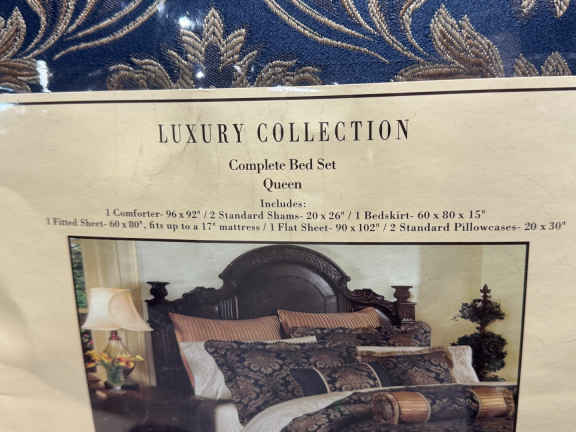 LUXURY COLLECTION
Complete Bed Set
Queen
Includes:
1 Comforter- 96 x 92" / 2 Standard Shams- 20 x 26" / 1 Bedskirt- 60 x 80 x 15"
1 Fitted Sheet- 60 x 80", fits up to a 17" mattress / 1 Flat Sheet- 90 x 102" / 2 Standard Pillowcases- 20 x 30"